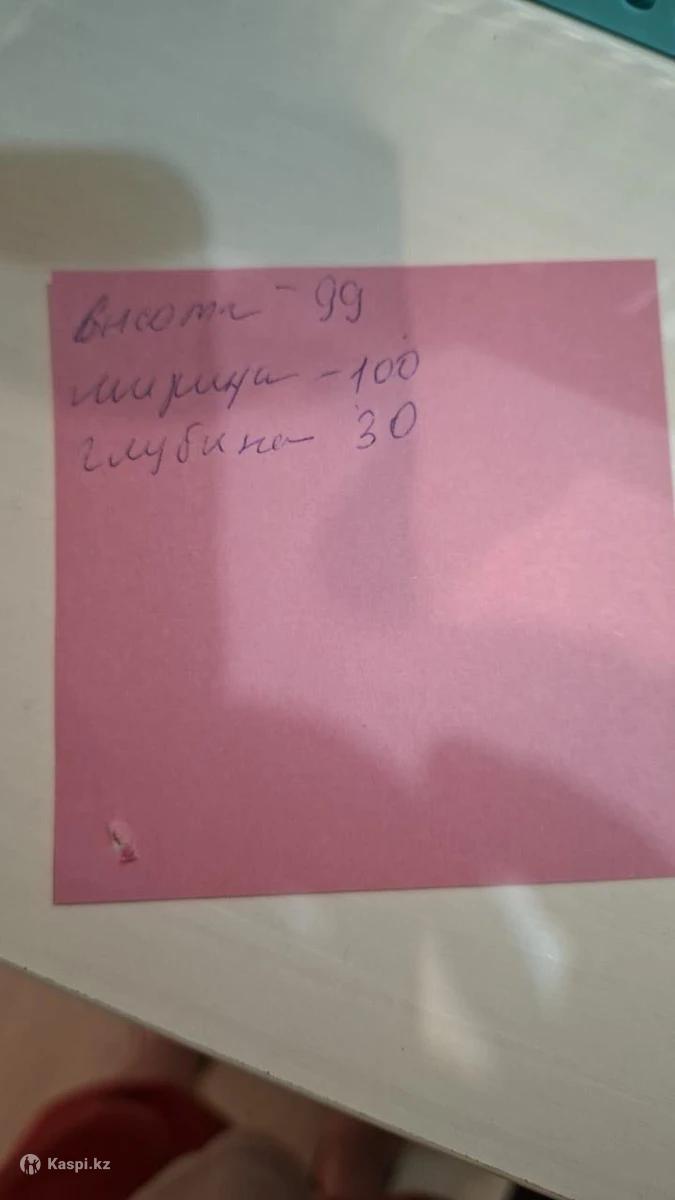 высота - 99
ширина - 100
глубина 30
Kaspi.kz